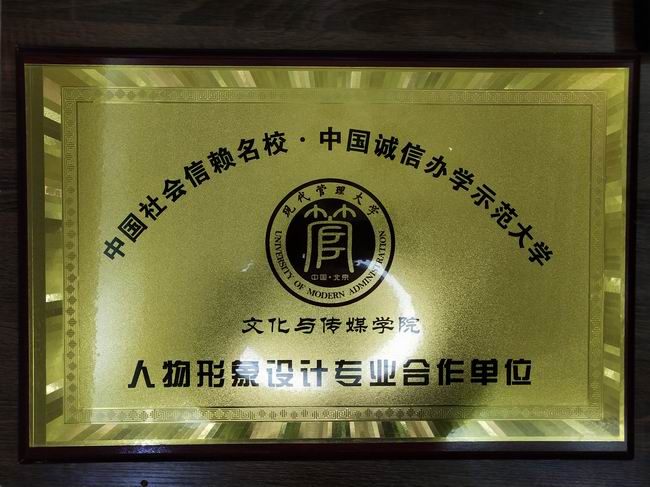 中国社会信赖名校·中国诚信办学示范大学
现代管理大学
中国·北京
UNIVERSITY OF MODERN ADMINISTRATION
文化与传媒学院
人物形象设计专业合作单位